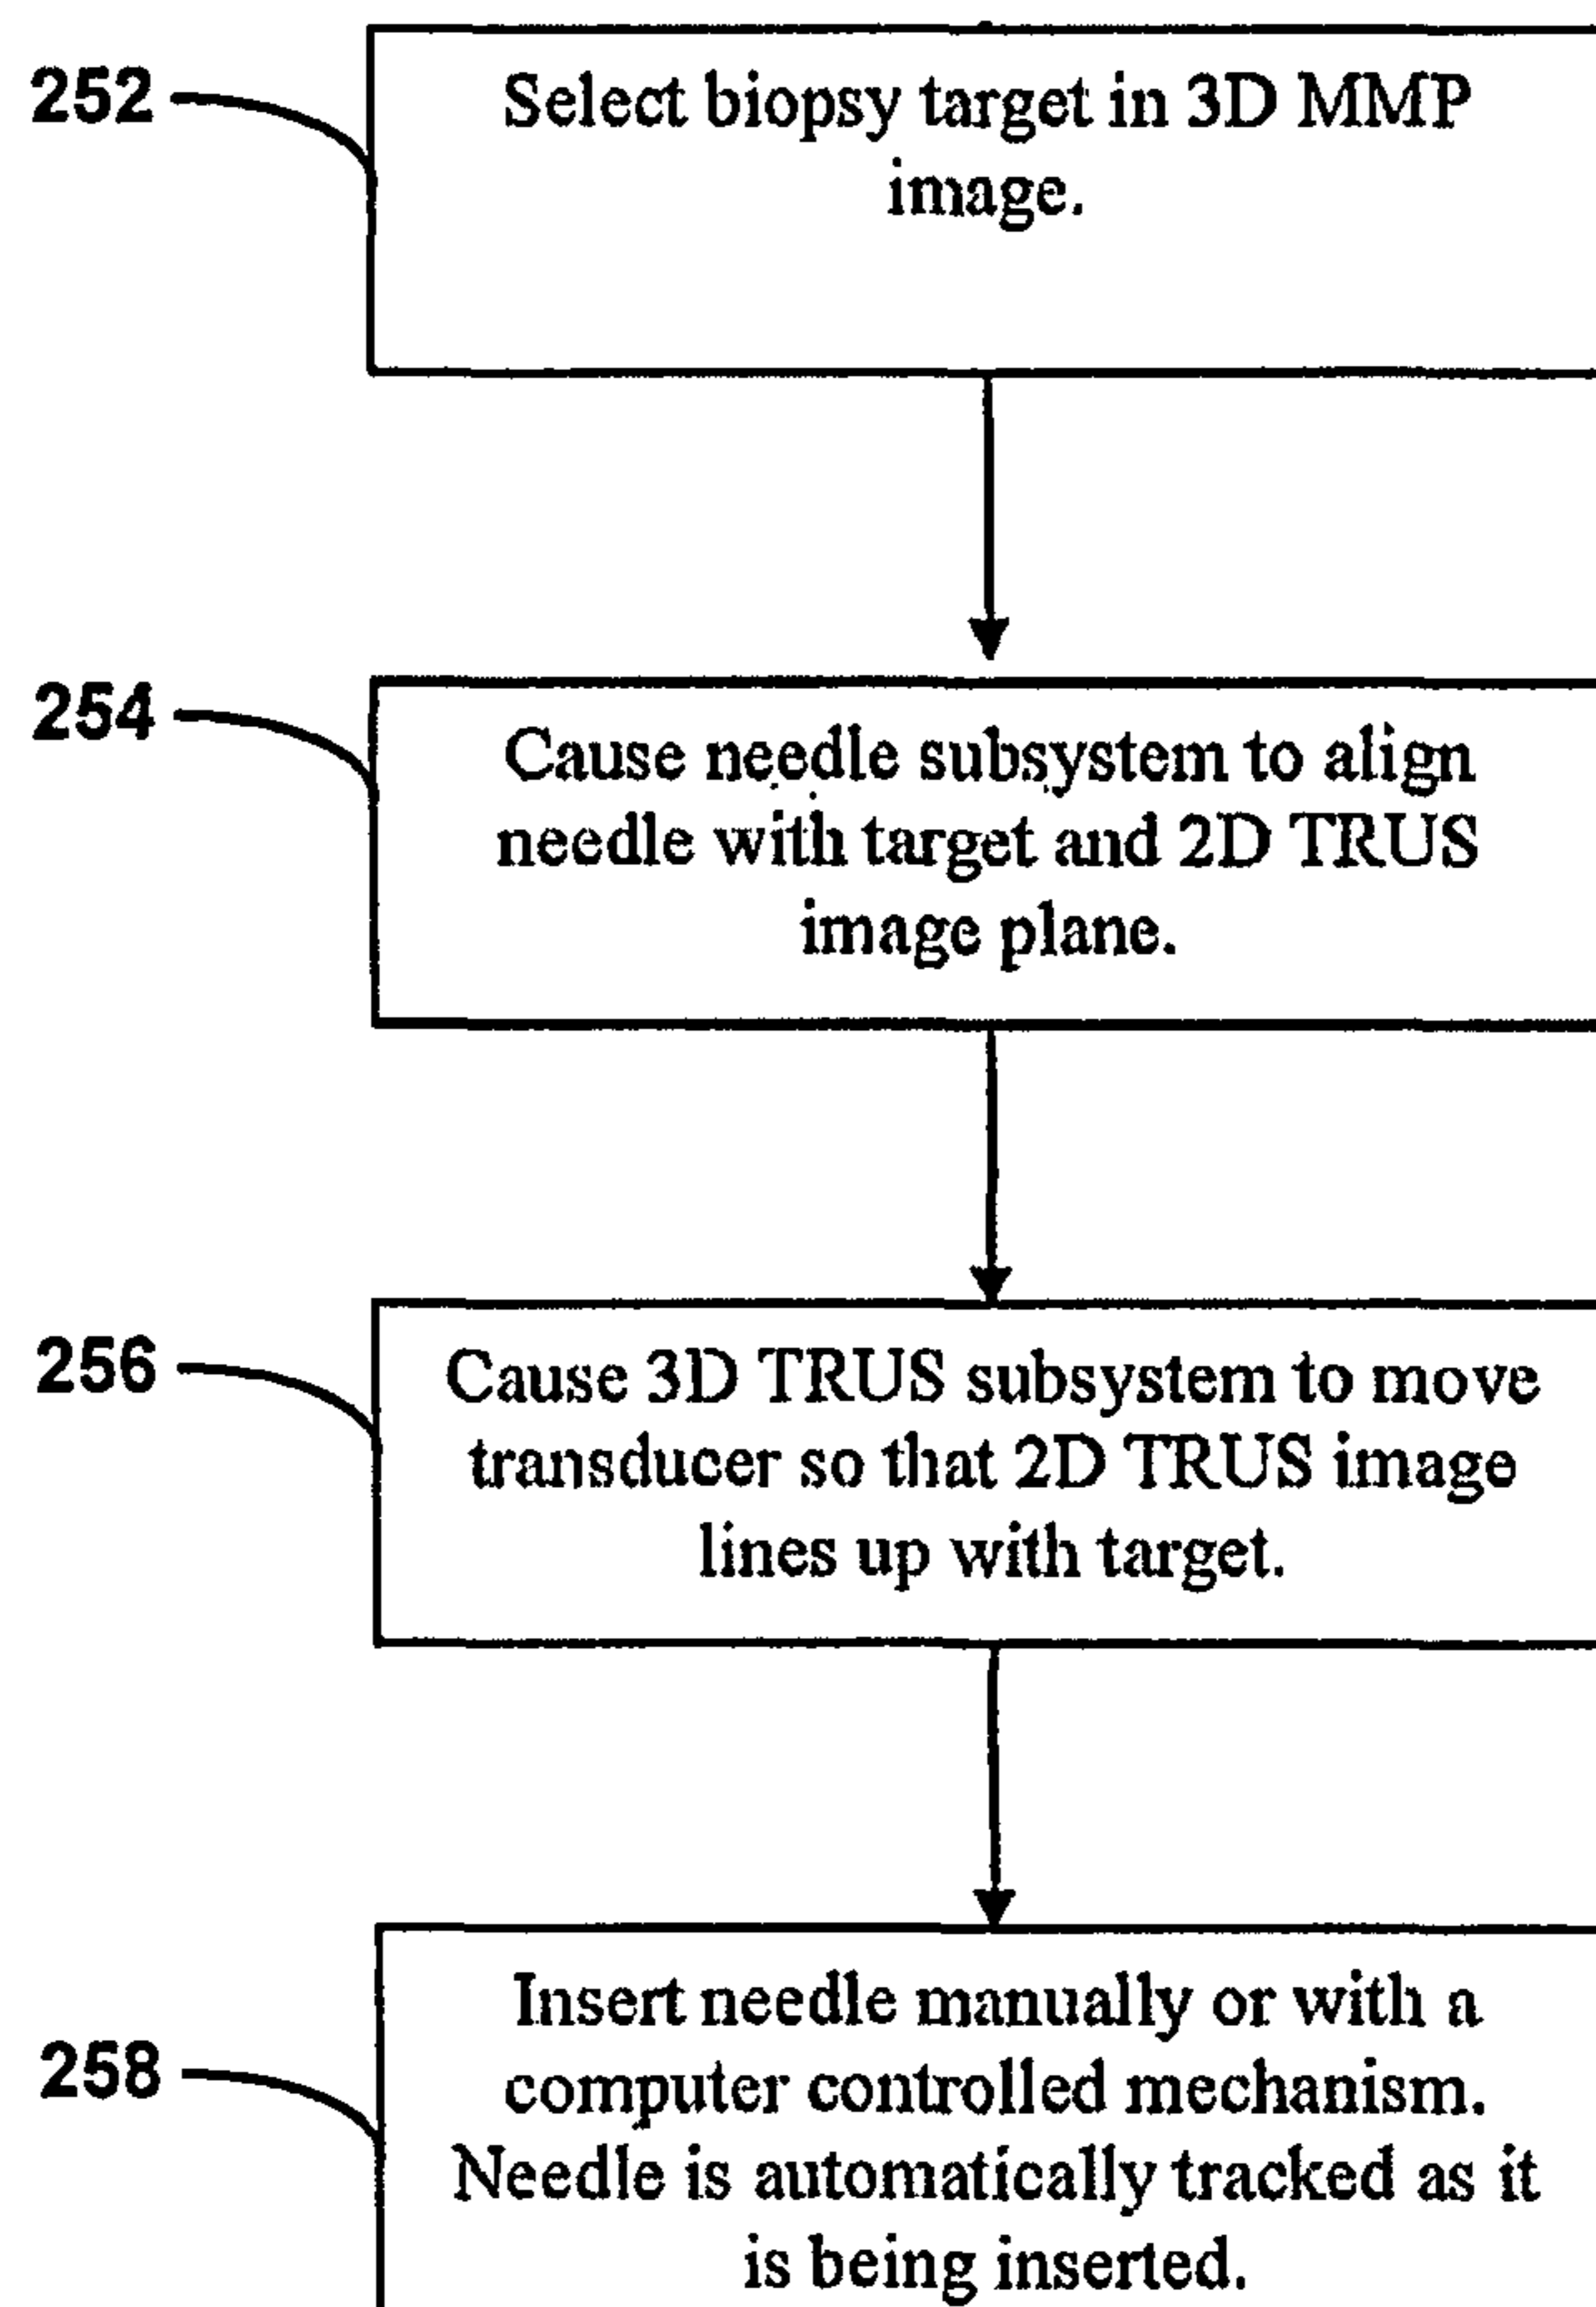 252
Select biopsy target in 3D MMP
image.
254
Cause needle subsystem to align
needle with target and 2D TRUS
image plane.
256
Cause 3D TRUS subsystem to move
transducer so that 2D TRUS image
lines up with target.
258
Insert needle manually or with a
computer controlled mechanism.
Needle is automatically tracked as it
is being inserted.